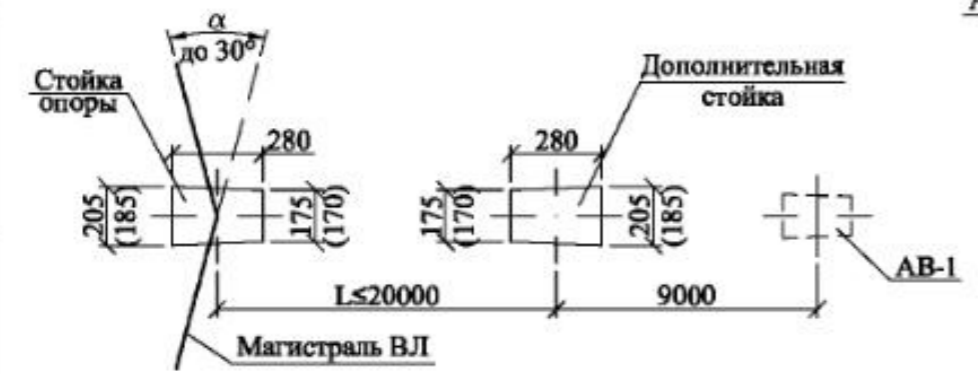 α
до 30°
Стойка
опоры
Дополнительная
стойка
280
280
205
(185)
175
(170)
175
(170)
205
(185)
АВ-1
L≤20000
9000
Магистраль ВЛ